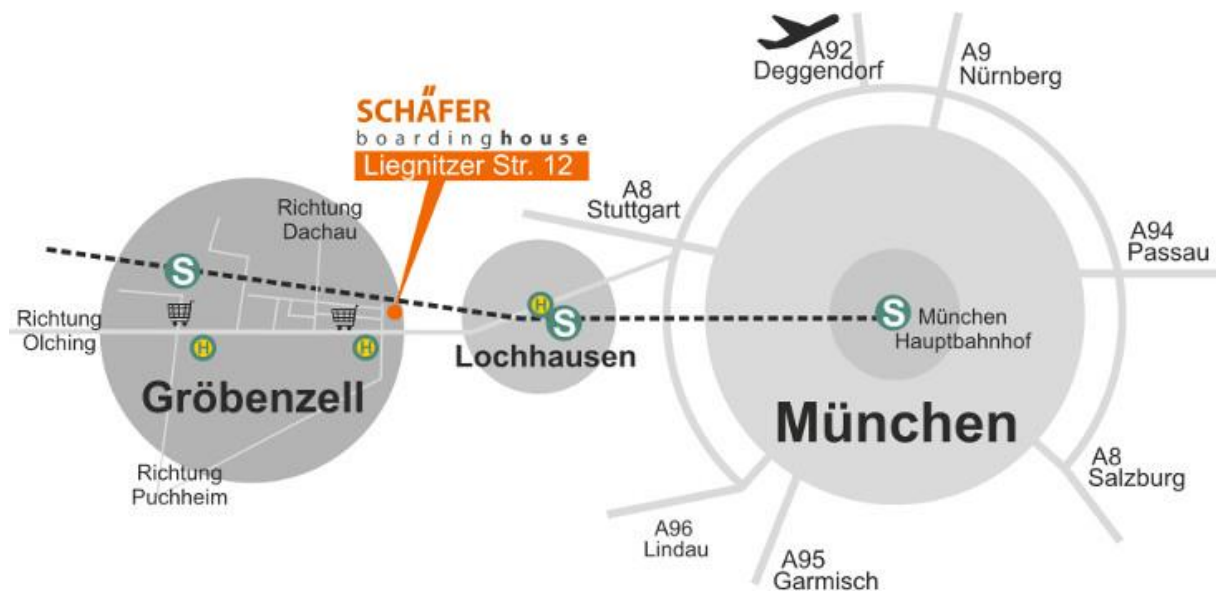 A92
Deggendorf
A9
Nürnberg
SCHÄFER
boardinghouse
Liegnitzer Str. 12
A8
Stuttgart
Richtung
Dachau
A94
Passau
S
H
S
S
München
Hauptbahnhof
Richtung
Olching
H
H
Lochhausen
Gröbenzell
München
Richtung
Puchheim
A8
Salzburg
A96
Lindau
A95
Garmisch